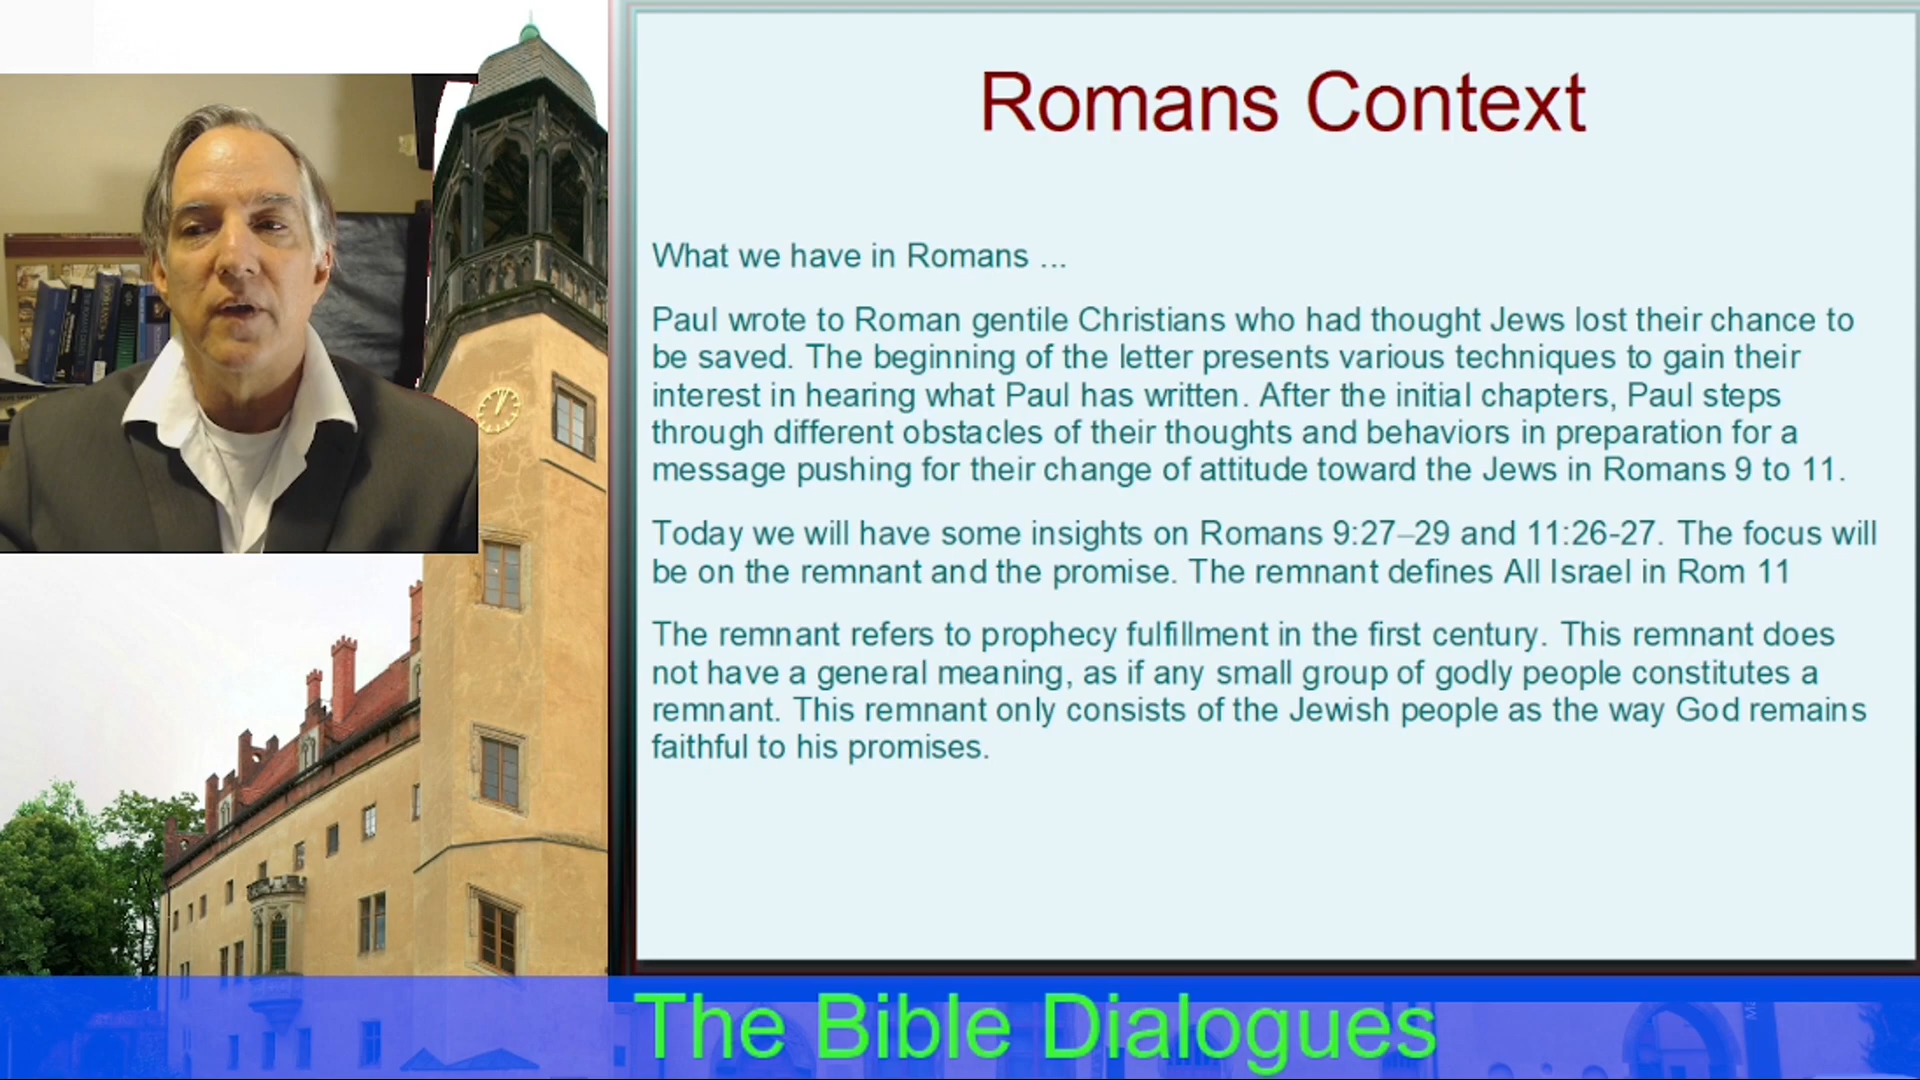 Romans Context
What we have in Romans ...
Paul wrote to Roman gentile Christians who had thought Jews lost their chance to
be saved. The beginning of the letter presents various techniques to gain their
interest in hearing what Paul has written. After the initial chapters, Paul steps
through different obstacles of their thoughts and behaviors in preparation for a
message pushing for their change of attitude toward the Jews in Romans 9 to 11.
Today we will have some insights on Romans 9:27–29 and 11:26-27. The focus will
be on the remnant and the promise. The remnant defines All Israel in Rom 11
The remnant refers to prophecy fulfillment in the first century. This remnant does
not have a general meaning, as if any small group of godly people constitutes a
remnant. This remnant only consists of the Jewish people as the way God remains
faithful to his promises.
The Bible Dialogues